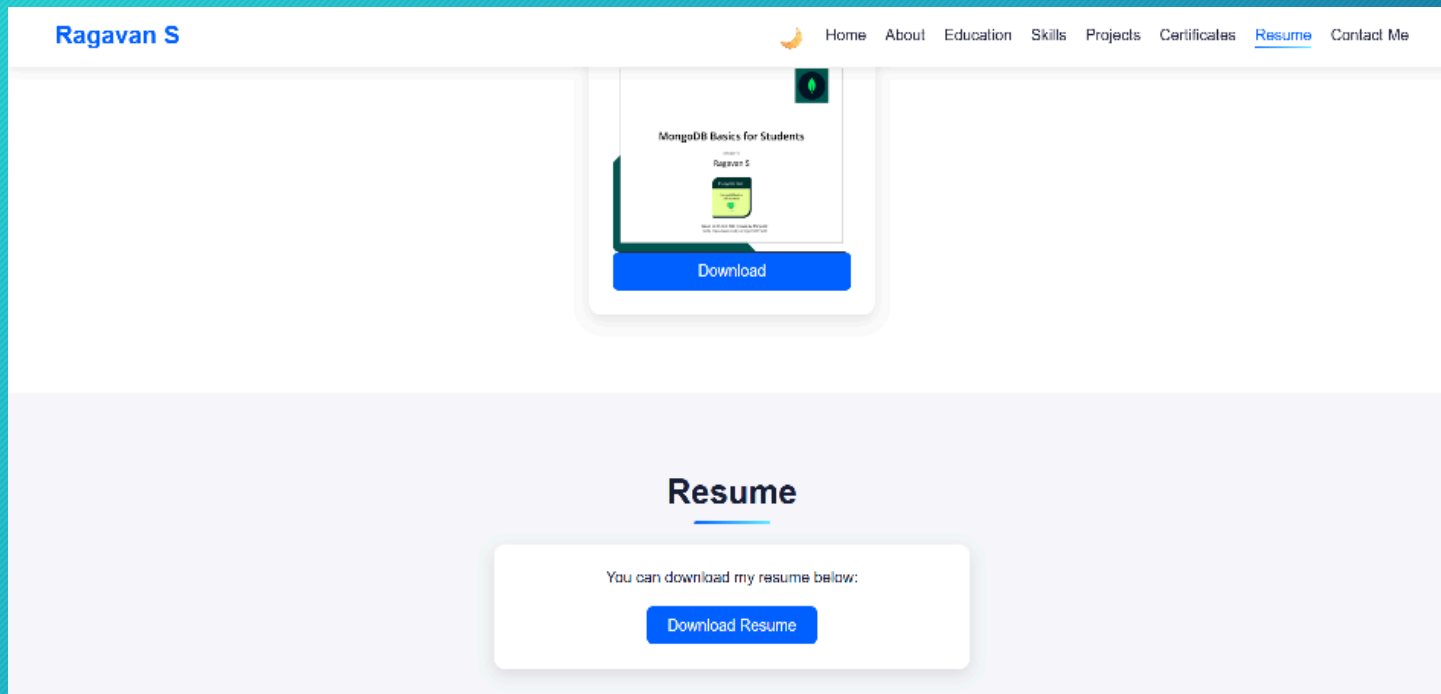 Ragavan S
Home About Education Skills Projects Certificates Resume Contact Me
MongoDB Basics for Students
Ragavan S
Download
Resume
You can download my resume below:
Download Resume